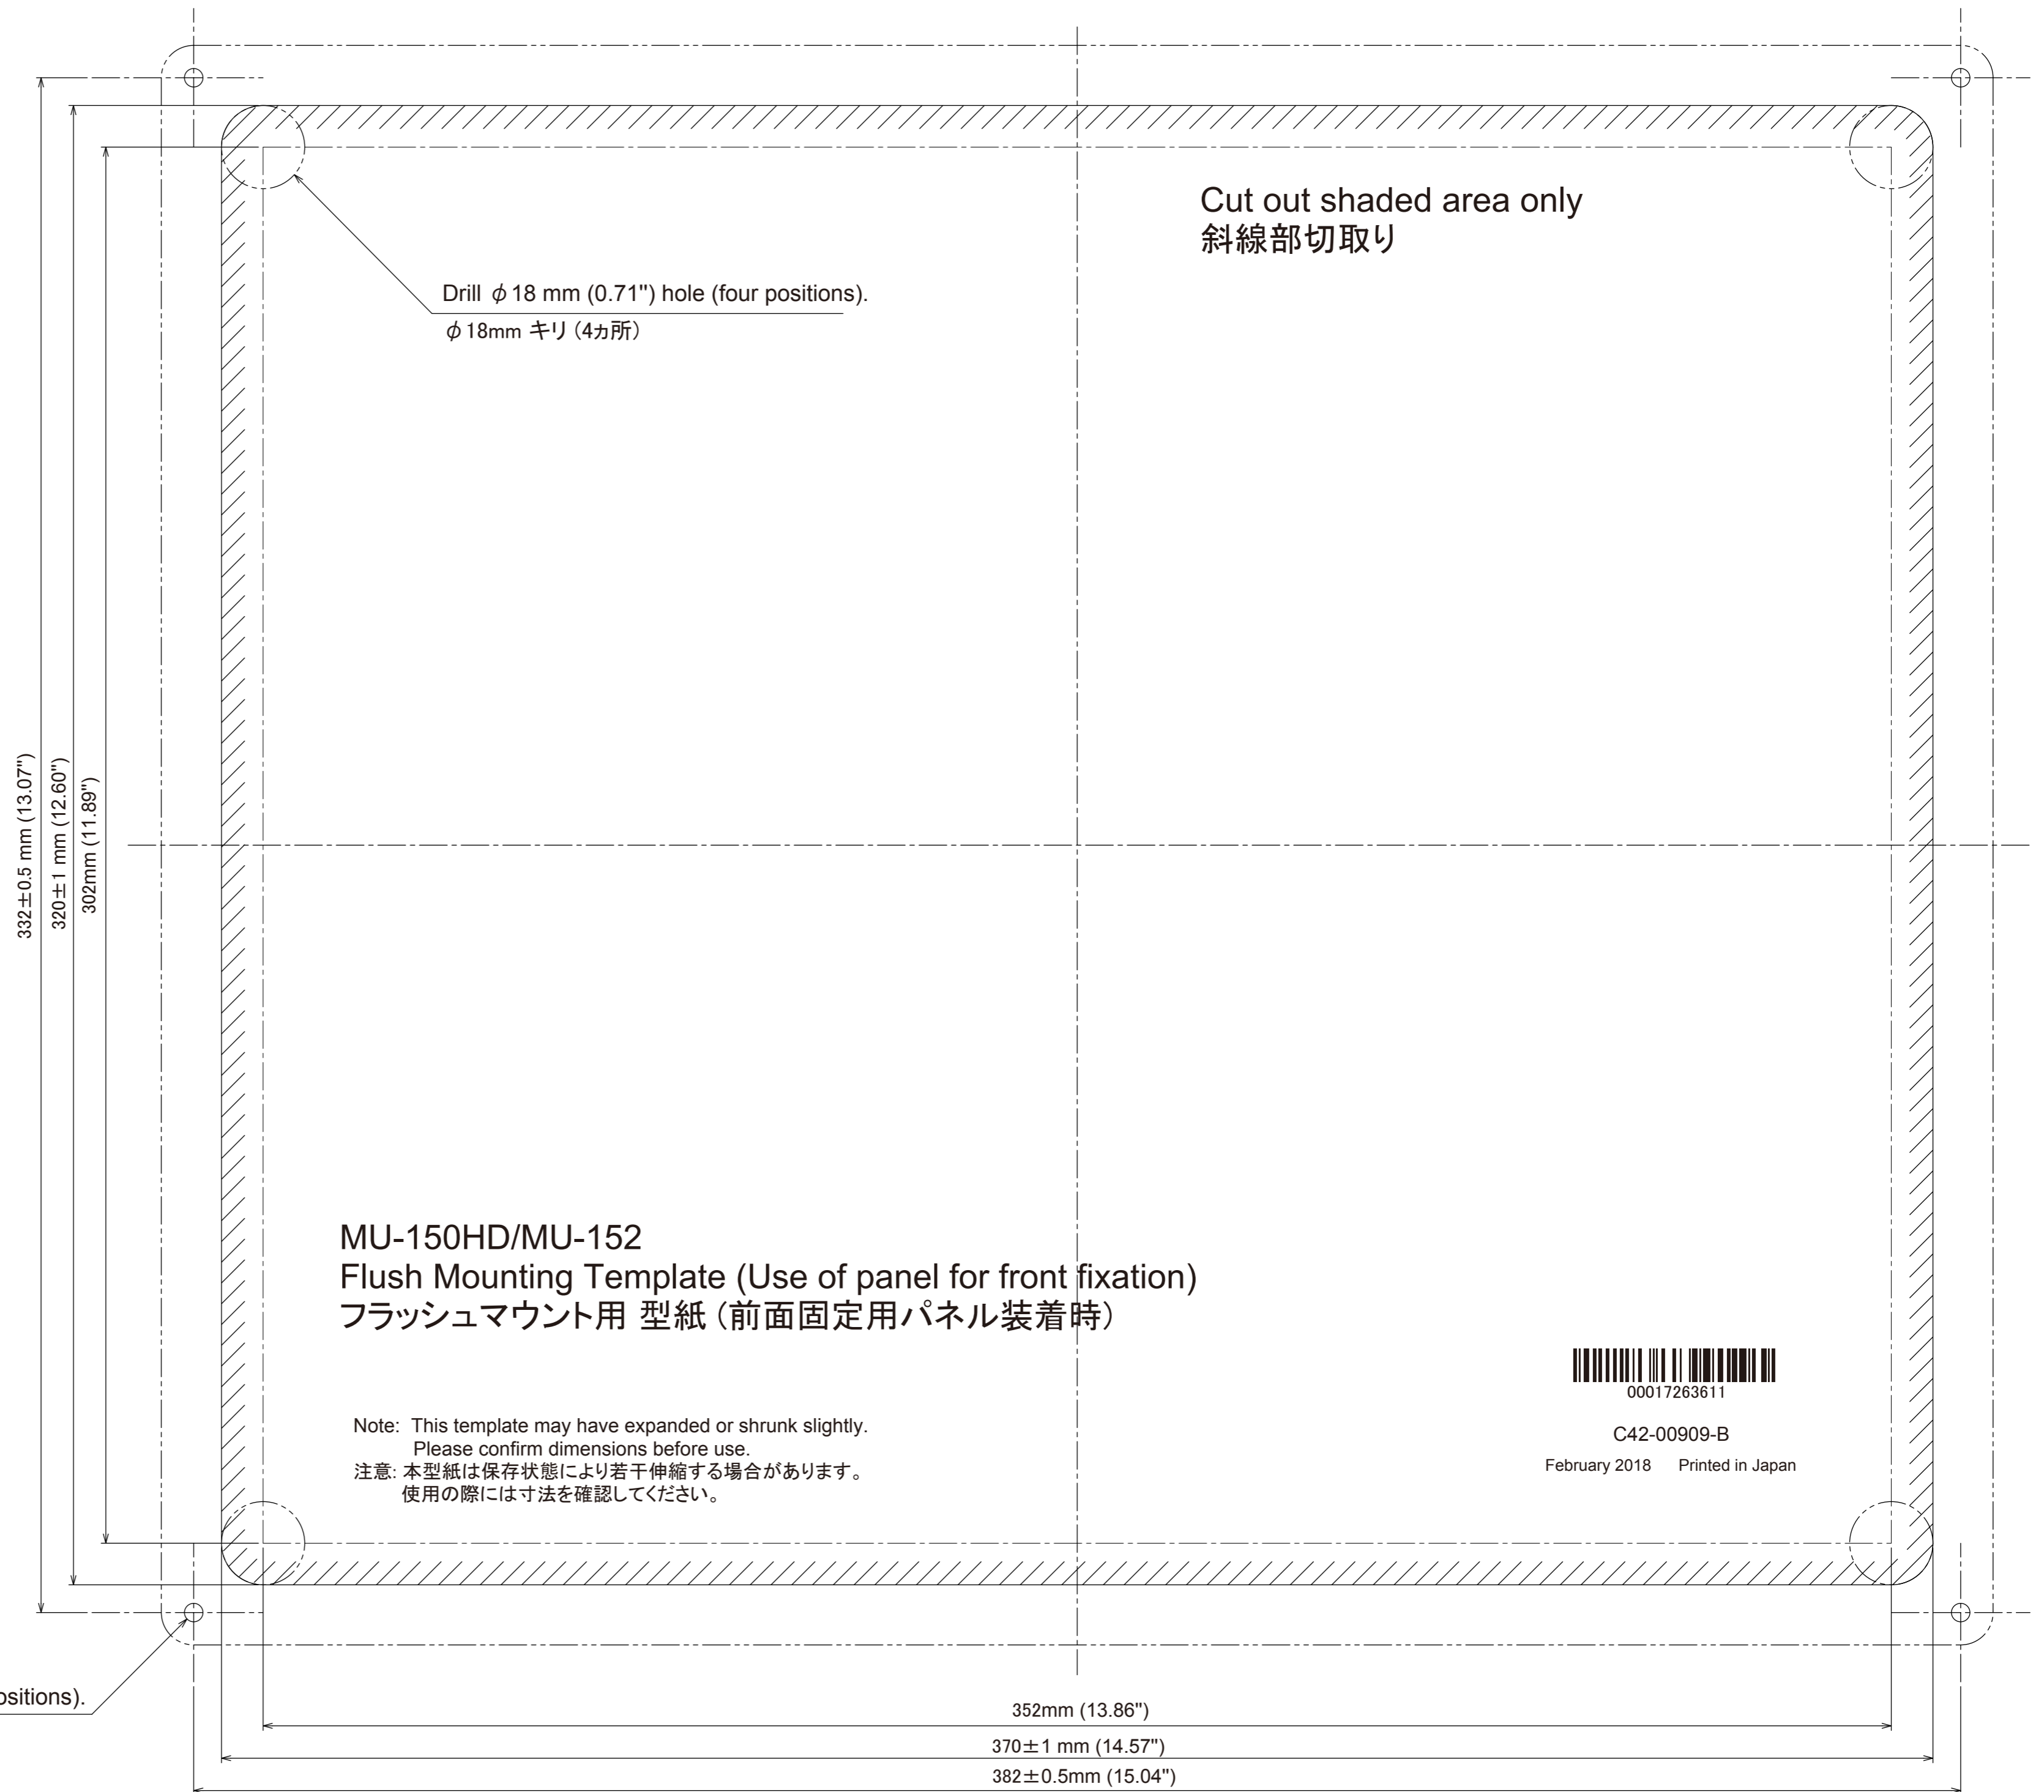 Cut out shaded area only
斜線部切取り
Drill φ18 mm (0.71") hole (four positions).
φ18mm キリ (4ヵ所)
332±0.5 mm (13.07")
320±1 mm (12.60")
302mm (11.89")
MU-150HD/MU-152
Flush Mounting Template (Use of panel for front fixation)
フラッシュマウント用 型紙 (前面固定用パネル装着時)
00017263611
C42-00909-B
February 2018 Printed in Japan
Note: This template may have expanded or shrunk slightly.
Please confirm dimensions before use.
注意: 本型紙は保存状態により若干伸縮する場合があります。
使用の際には寸法を確認してください。
ositions).
352mm (13.86")
370±1 mm (14.57")
382±0.5mm (15.04")